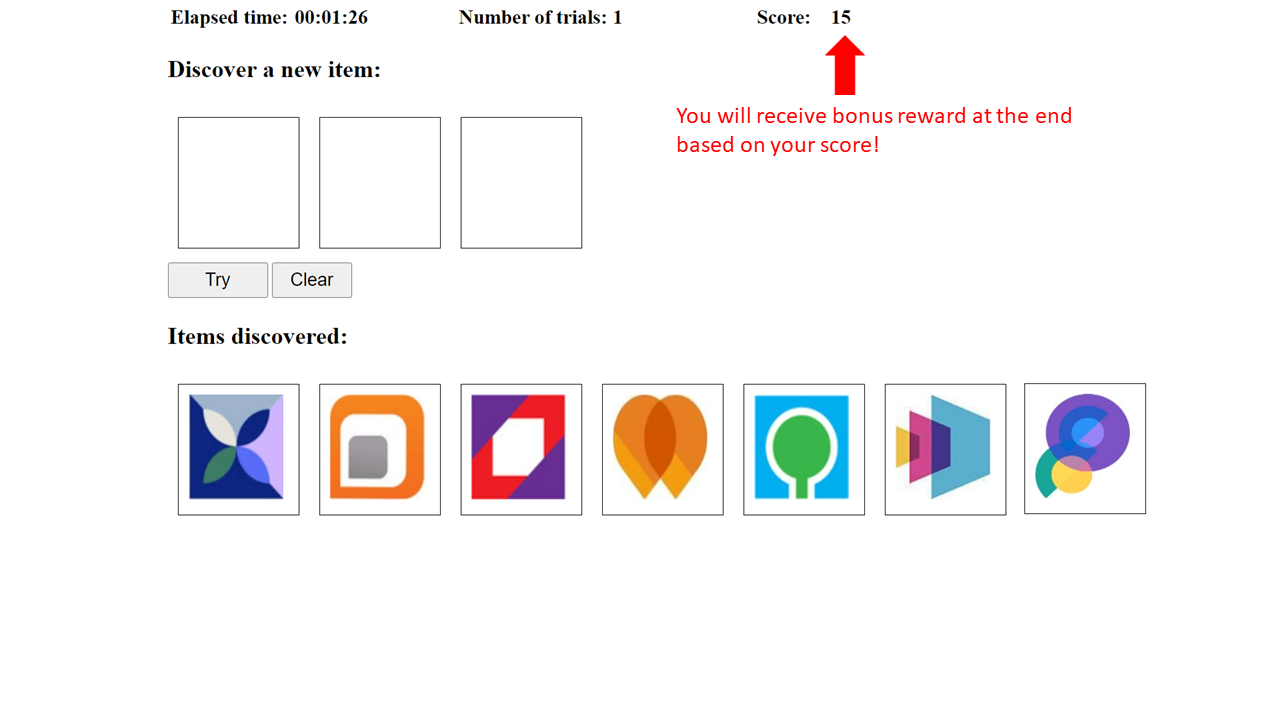 Elapsed time: 00:01:26 Number of trials: 1 Score: 15
Discover a new item:
You will receive bonus reward at the end
based on your score!
Try Clear
Items discovered: